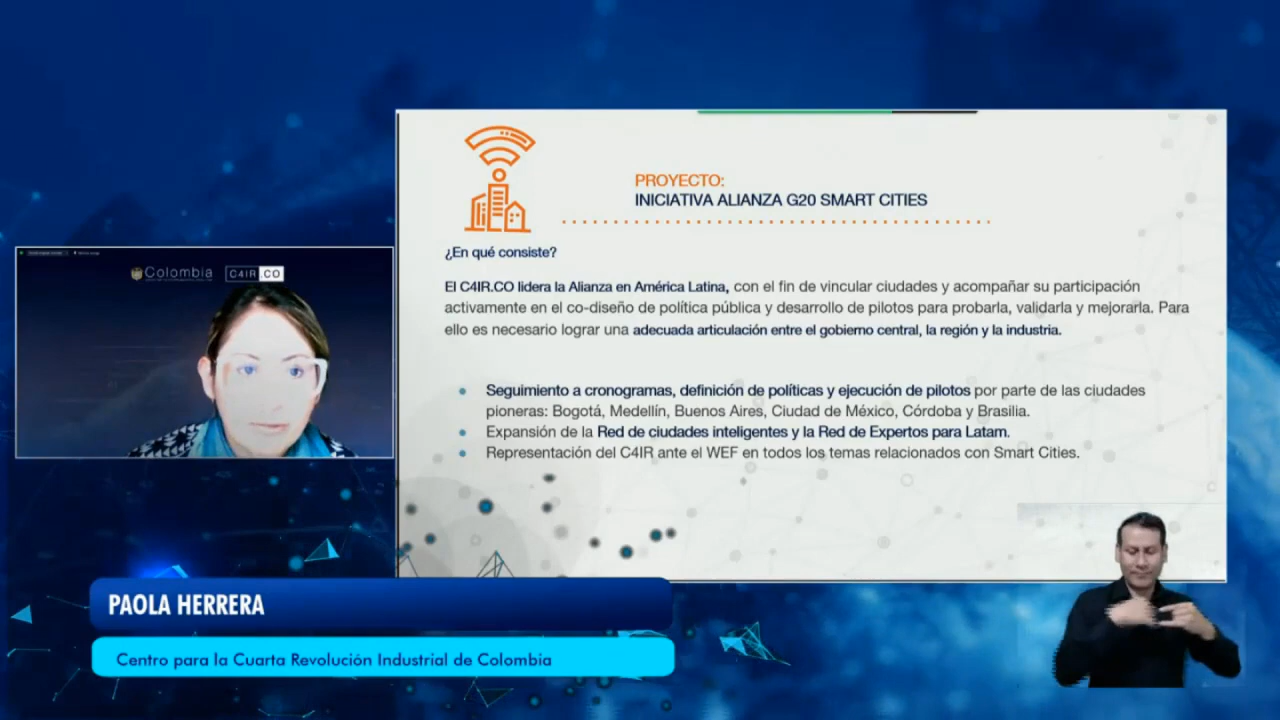 PROYECTO:
INICIATIVA ALIANZA G20 SMART CITIES
¿En qué consiste?
El C4IR.CO lidera la Alianza en América Latina, con el fin de vincular ciudades y acompañar su participación
activamente en el co-diseño de política pública y desarrollo de pilotos para probarla, validarla y mejorarla. Para
ello es necesario lograr una adecuada articulación entre el gobierno central, la región y la industria.
Seguimiento a cronogramas, definición de políticas y ejecución de pilotos por parte de las ciudades
pioneras: Bogotá, Medellín, Buenos Aires, Ciudad de México, Córdoba y Brasilia.
Expansión de la Red de ciudades inteligentes y la Red de Expertos para Latam.
Representación del C4IR ante el WEF en todos los temas relacionados con Smart Cities.
Colombia C4IR.CO
PAOLA HERRERA
Centro para la Cuarta Revolución Industrial de Colombia